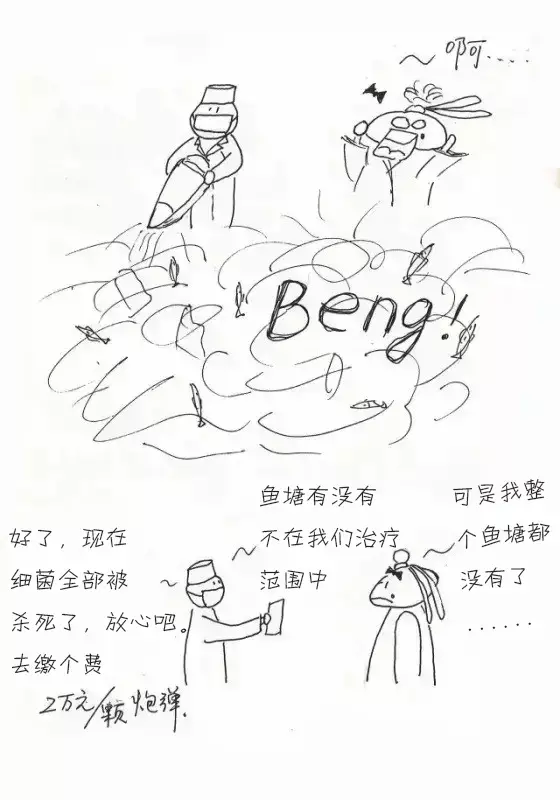 啊....
Beng!
好了，现在
细菌全部被
杀死了，放心吧。
去缴个费
2万元/颗炮弹.
鱼塘有没有
不在我们治疗
范围中
可是我整
个鱼塘都
没有了
......